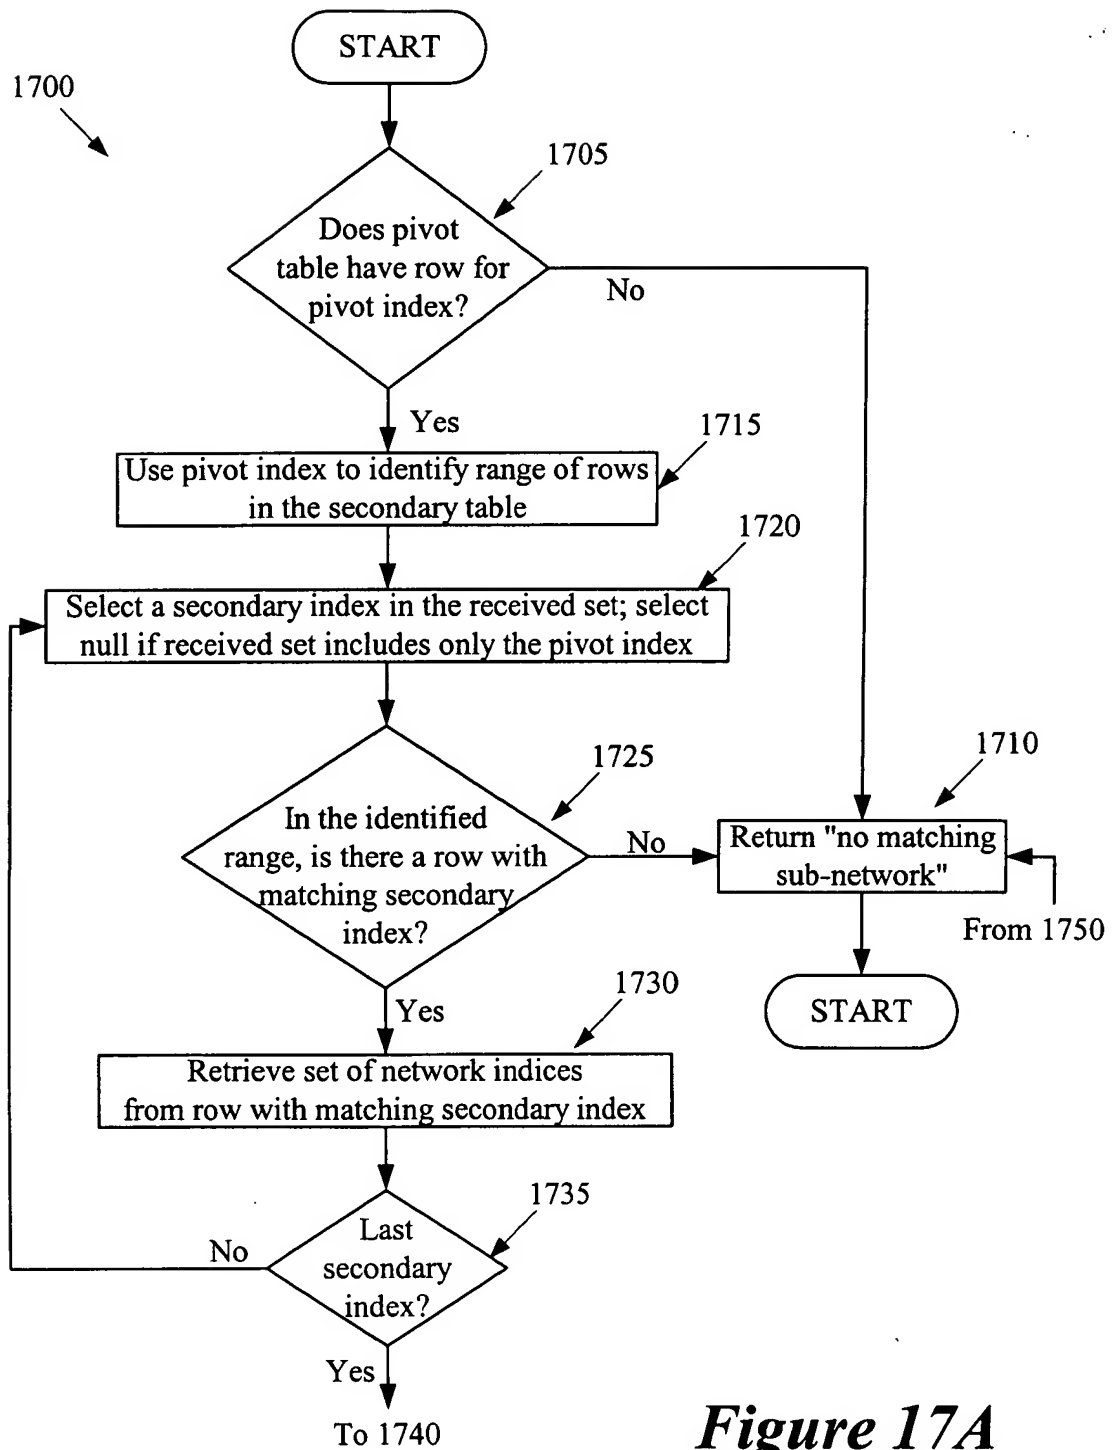 START
1700
1705
Does pivot
table have row for
pivot index?
No
Yes
1715
Use pivot index to identify range of rows
in the secondary table
1720
Select a secondary index in the received set; select
null if received set includes only the pivot index
1725
In the identified
range, is there a row with
matching secondary
index?
No
1710
Return "no matching
sub-network"
From 1750
START
Yes
1730
Retrieve set of network indices
from row with matching secondary index
1735
Last
secondary
index?
No
Yes
To 1740
Figure 17A